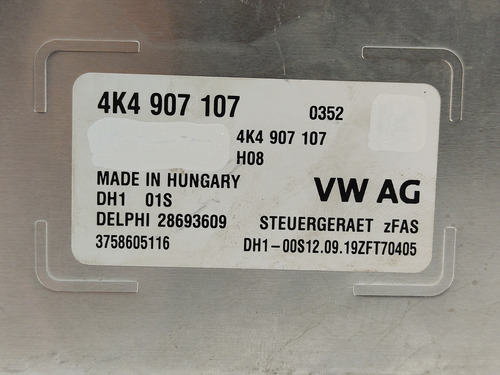 4K4 907 107 0352
4K4 907 107
H08
MADE IN HUNGARY
VW AG
DH1 01S
DELPHI 28693609 STEUERGERAET zFAS
3758605116 DH1-00S12.09.19ZFT70405